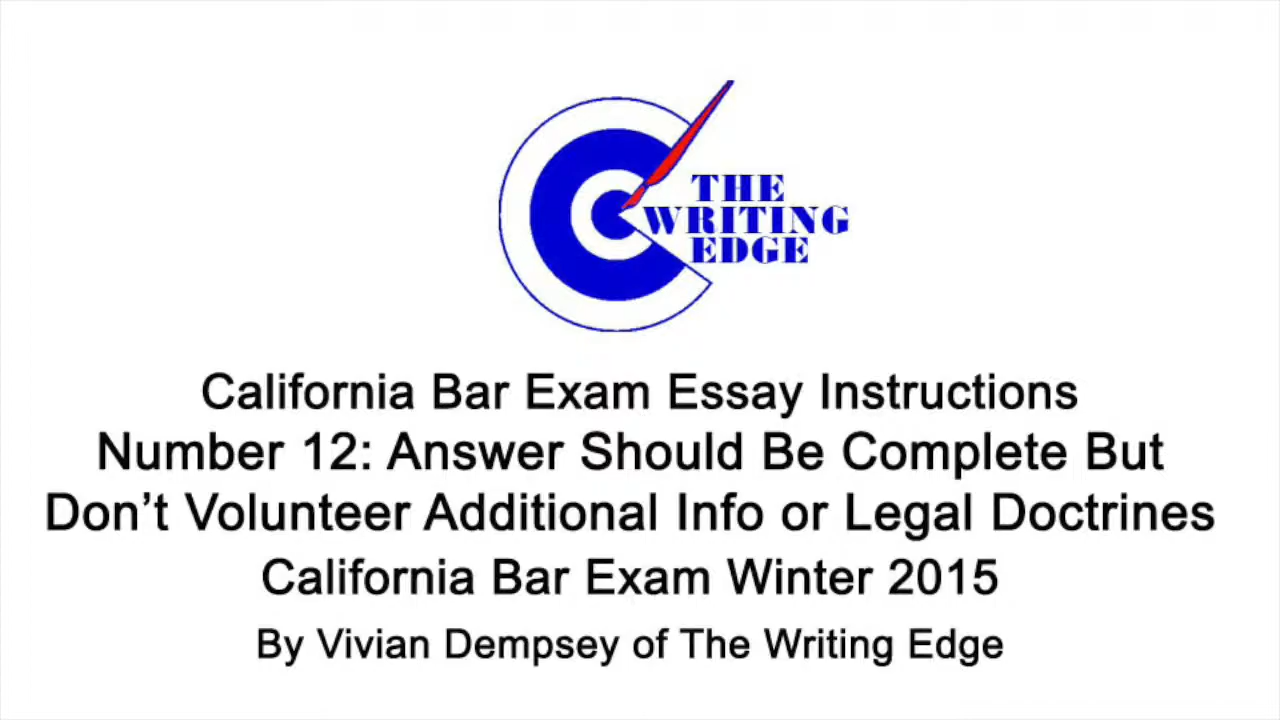 THE
WRITING
EDGE
California Bar Exam Essay Instructions
Number 12: Answer Should Be Complete But
Don’t Volunteer Additional Info or Legal Doctrines
California Bar Exam Winter 2015
By Vivian Dempsey of The Writing Edge